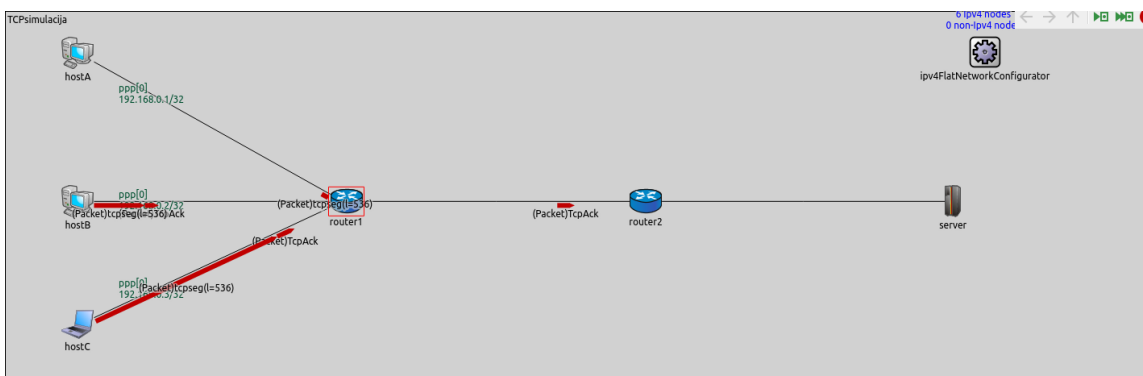 TCPsimulacija
6 ipv4 nodes
0 non-ipv4 node
hostA
ipv4FlatNetworkConfigurator
ppp[0]
192.168.0.1/32
ppp[0]
(Packet)tcpseg(l=536)
(Packet)tcpseg(l=536)
Ack
(Packet)TcpAck
hostB
router1
router2
server
(Packet)TcpAck
ppp[0]
(Packet)tcpseg(l=536)
hostC